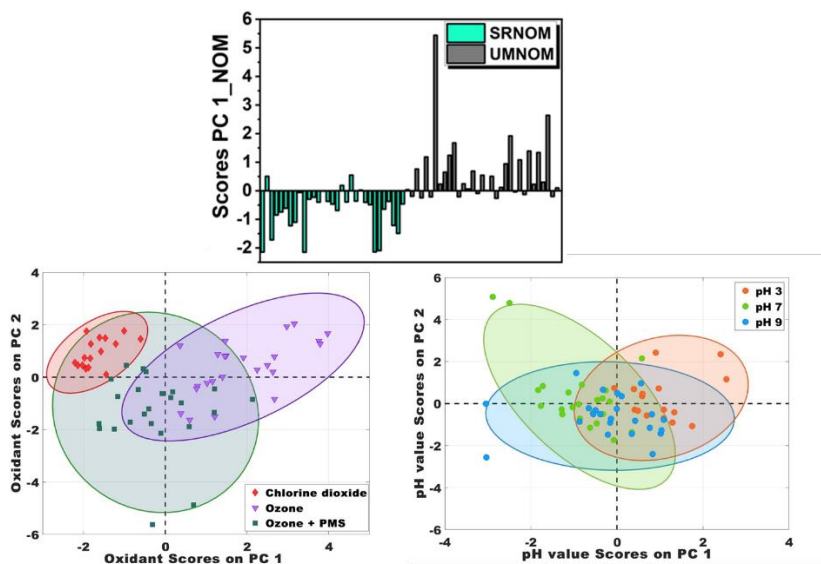 Scores PC 1_NOM
6
5
4
3
2
1
0
-1
-2
SRNOM
UMNOM
Oxidant Scores on PC 2
4
2
0
-2
-4
-6
-2
0
2
4
Oxidant Scores on PC 1
Chlorine dioxide
Ozone
Ozone + PMS
pH value Scores on PC 2
6
4
2
0
-2
-4
-6
-4
-2
0
2
4
pH value Scores on PC 1
pH 3
pH 7
pH 9